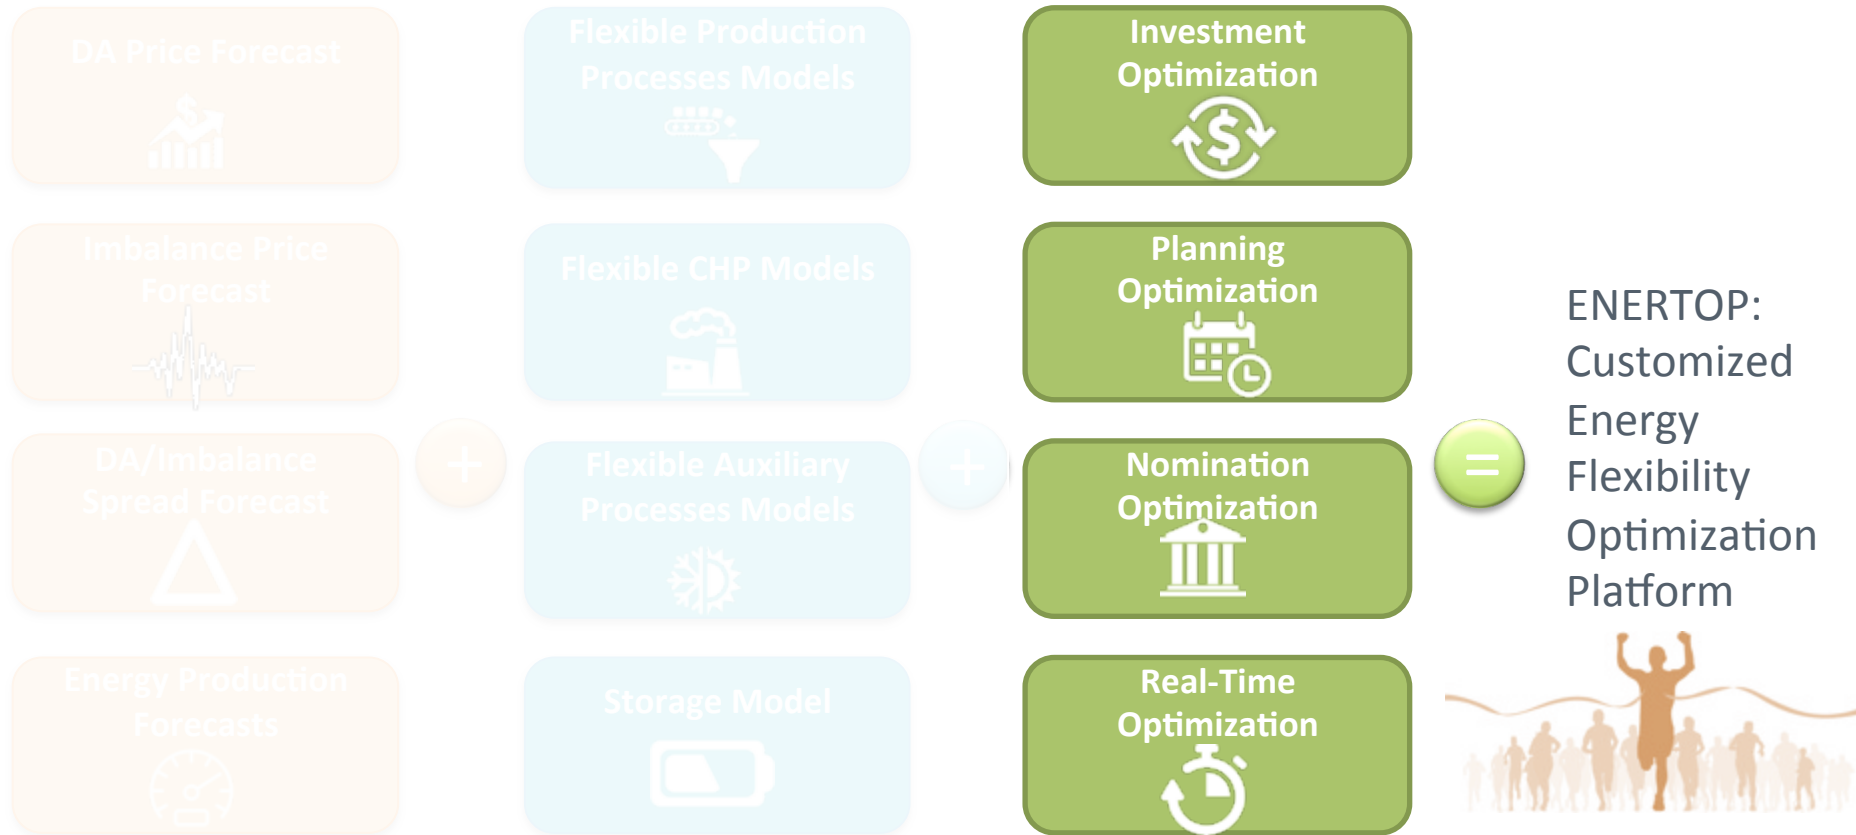 DA Price Forecast
Imbalance Price
Forecast
DA/Imbalance
Spread Forecast
Energy Production
Forecasts
+
Flexible Production
Processes Models
Flexible CHP Models
Flexible Auxiliary
Processes Models
Storage Model
+
Investment
Optimization
Planning
Optimization
Nomination
Optimization
Real-Time
Optimization
=
ENERTOP:
Customized
Energy
Flexibility
Optimization
Platform